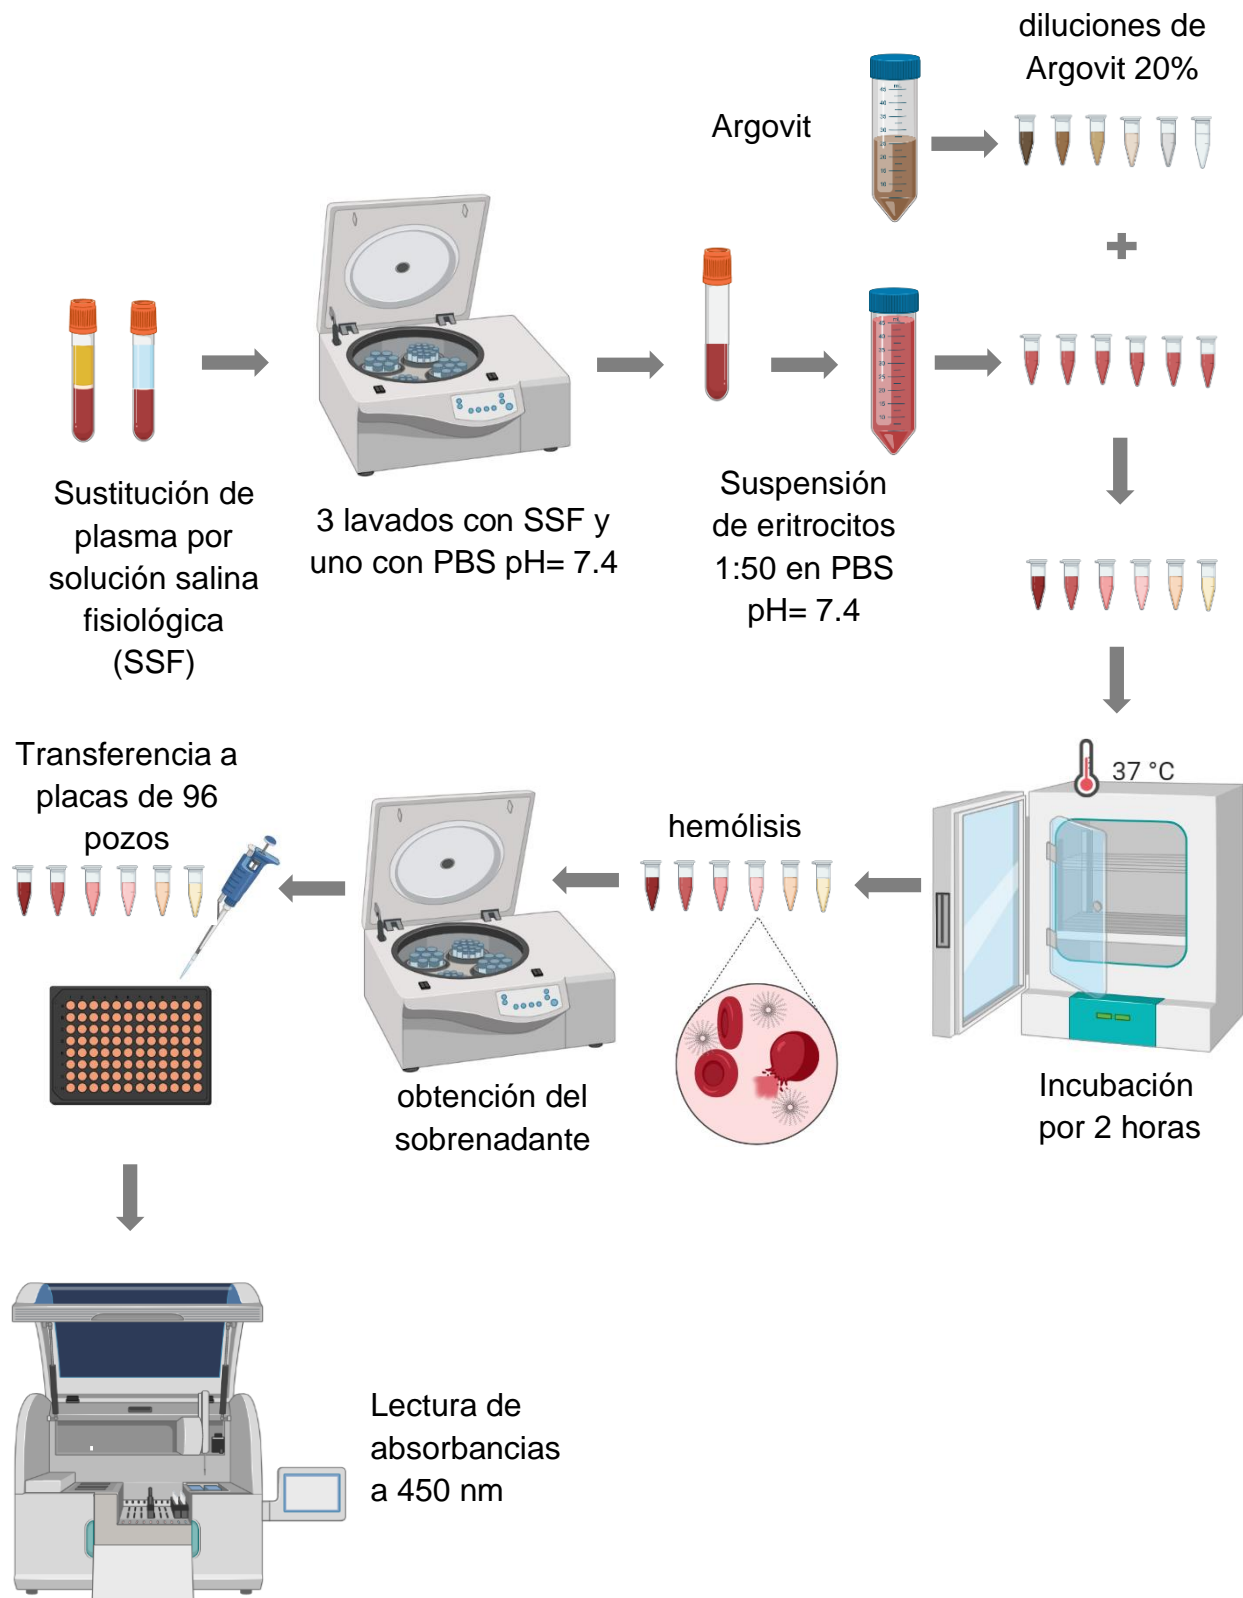 diluciones de
Argovit 20%
Argovit
Sustitución de
plasma por
solución salina
fisiológica
(SSF)
3 lavados con SSF y
uno con PBS pH= 7.4
Suspensión
de eritrocitos
1:50 en PBS
pH= 7.4
37 °C
Incubación
por 2 horas
hemólisis
obtención del
sobrenadante
Transferencia a
placas de 96
pozos
Lectura de
absorbancias
a 450 nm